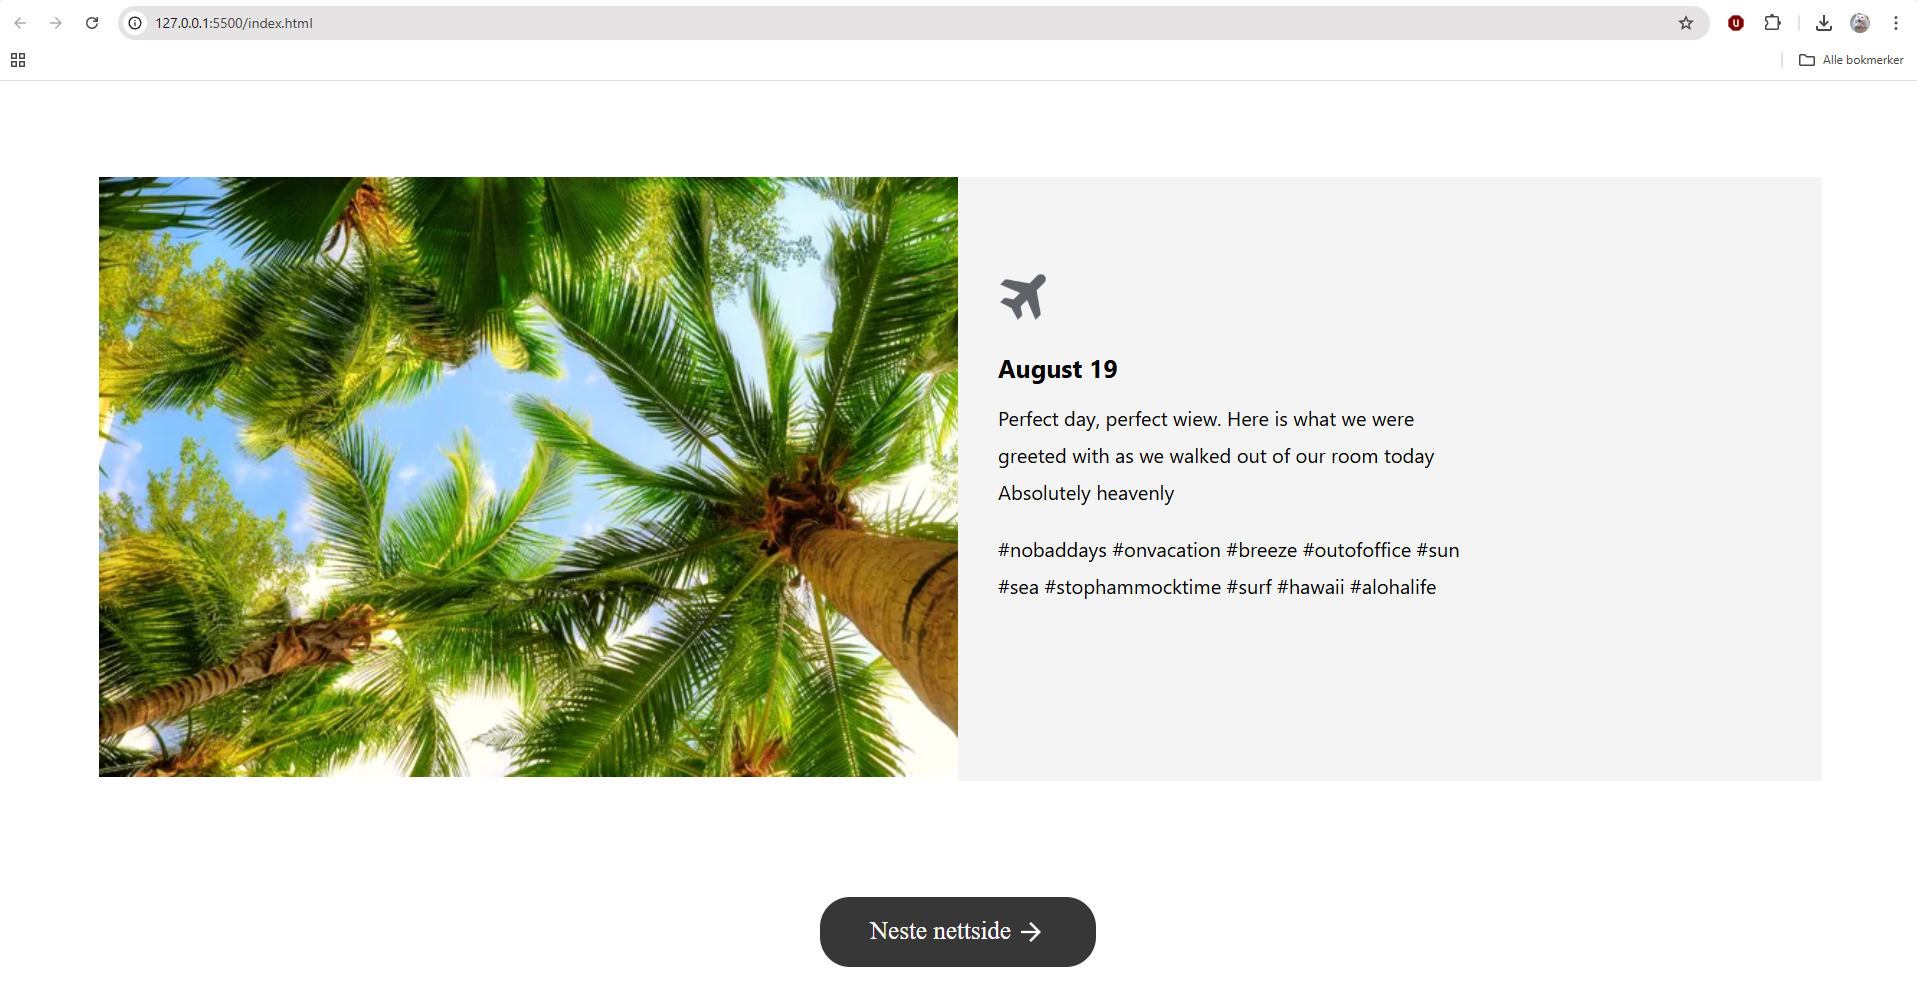 127.0.0.1:5500/index.html
Alle bokmerker
August 19
Perfect day, perfect wiew. Here is what we were
greeted with as we walked out of our room today
Absolutely heavenly
#nobaddays #onvacation #breeze #outofoffice #sun
#sea #stophammocktime #surf #hawaii #alohalife
Neste nettside